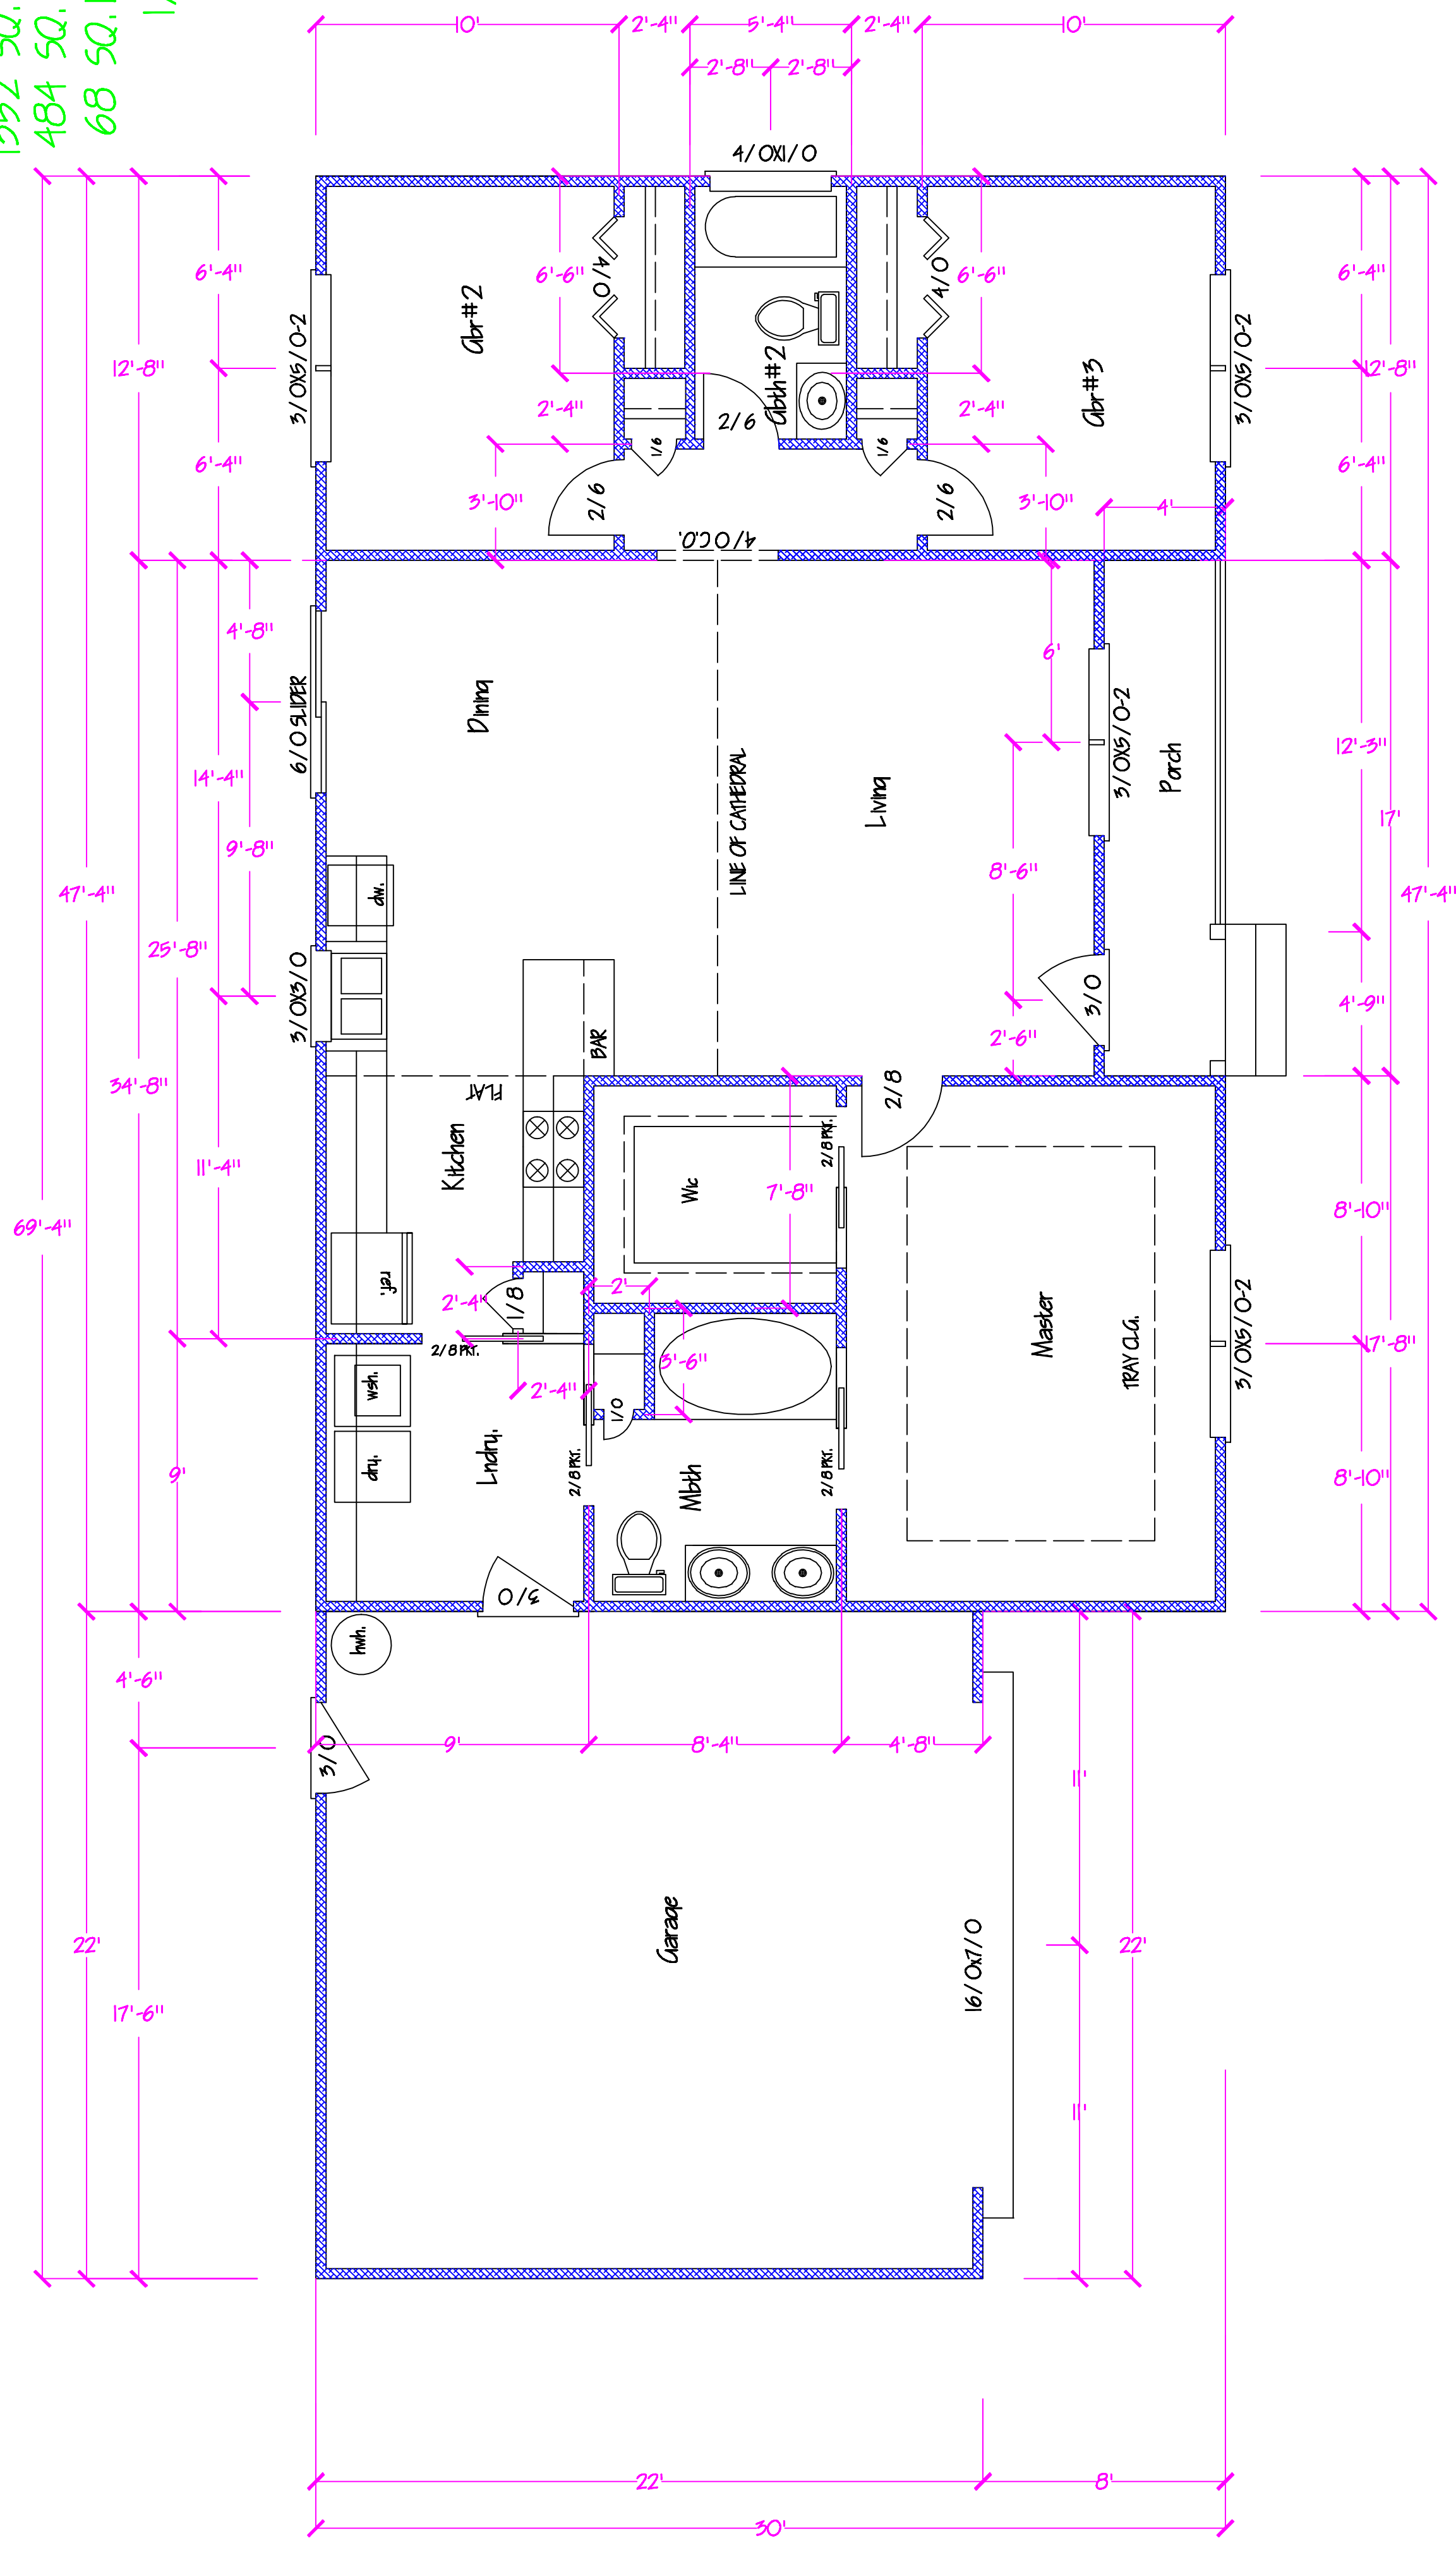 484 SQ.
68 SQ.
10'
2'-4"
5'-4"
2'-4"
10'
2'-8"
2'-8"
4/0X1/0
6'-4"
12'-8"
6'-4"
3/0X5/0-2
Gbr#2
6'-6"
4/0
2'-4"
3'-10"
2/6
1/6
Gbth#2
2/6
1/6
4/0
6'-6"
2'-4"
Gbr#3
2/6
3'-10"
4'
3/0X5/0-2
6'-4"
12'-8"
6'-4"
4/0 C.O.
4'-8"
6/0 SLIDER
14'-4"
9'-8"
47'-4"
25'-8"
34'-8"
11'-4"
69'-4"
9'
Dining
LINE OF CATHEDRAL
Living
6'
3/0X5/0-2
Porch
8'-6"
12'-3"
17'
47'-4"
4'-9"
2'-6"
3/0
dw.
3/0X3/0
BAR
FLAT
Kitchen
2/8
2/8 PKT.
Wic
7'-8"
ref.
2'-4"
1/8
2'
2/8 PKT.
2'-4"
3'-6"
Master
TRAY CLG.
3/0X5/0-2
8'-10"
17'-8"
8'-10"
wsh.
dry.
Lndry.
1/0
2/8 PKT.
Mbth
2/8 PKT.
3/0
hwh.
4'-6"
3/0
9'
8'-4"
4'-8"
11'
22'
17'-6"
Garage
16/0x7/0
22'
11'
22'
8'
30'